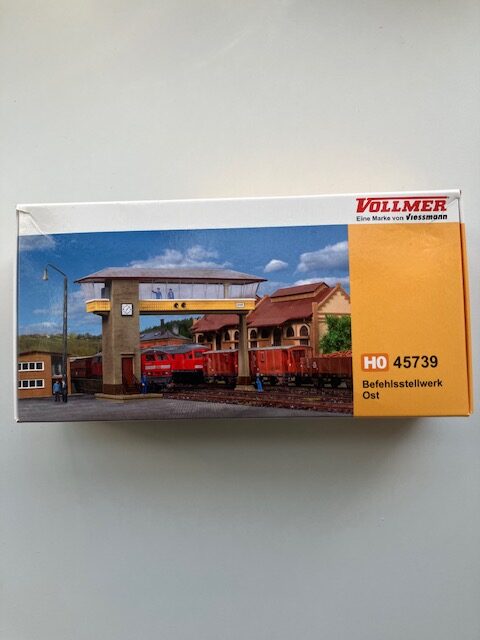 VOLLMER
Eine Marke von Viessmann
H0 45739
Befehlsstellwerk
Ost